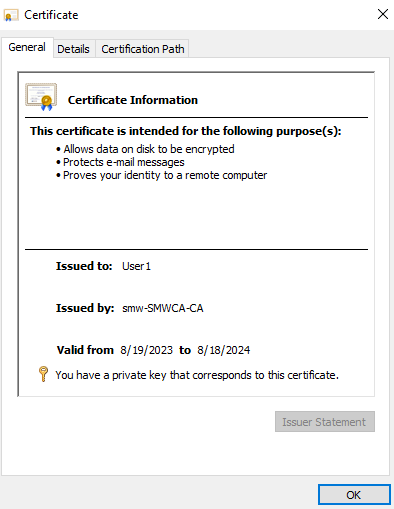 Certificate
General Details Certification Path
Certificate Information
This certificate is intended for the following purpose(s):
• Allows data on disk to be encrypted
• Protects e-mail messages
• Proves your identity to a remote computer
Issued to: User1
Issued by: smw-SMWCA-CA
Valid from 8/19/2023 to 8/18/2024
You have a private key that corresponds to this certificate.
Issuer Statement
OK